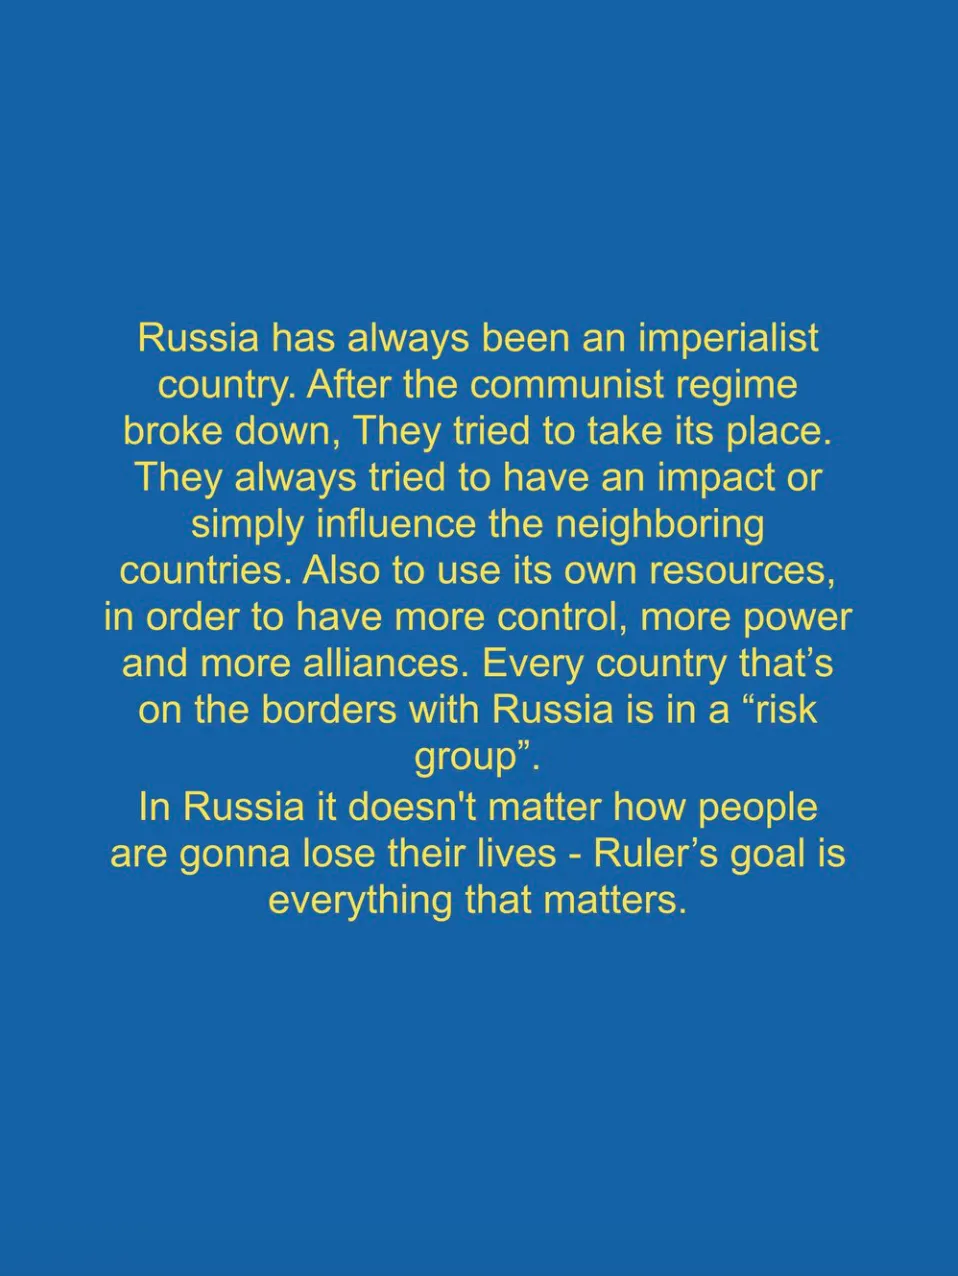 Russia has always been an imperialist
country. After the communist regime
broke down, They tried to take its place.
They always tried to have an impact or
simply influence the neighboring
countries. Also to use its own resources,
in order to have more control, more power
and more alliances. Every country that’s
on the borders with Russia is in a “risk
group”.
In Russia it doesn't matter how people
are gonna lose their lives - Ruler’s goal is
everything that matters.